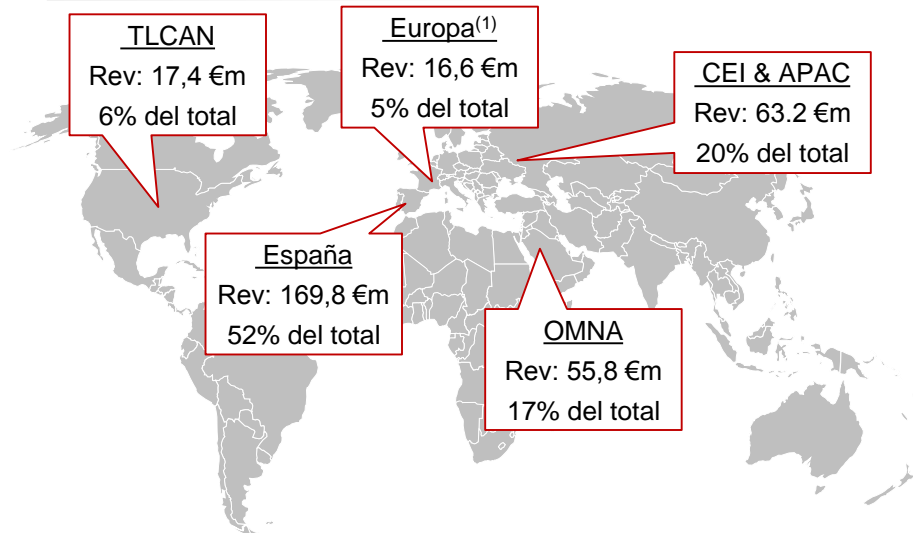 TLCAN
Rev: 17,4 €m
6% del total
Europa(1)
Rev: 16,6 €m
5% del total
CEI & APAC
Rev: 63.2 €m
20% del total
España
Rev: 169,8 €m
52% del total
OMNA
Rev: 55,8 €m
17% del total